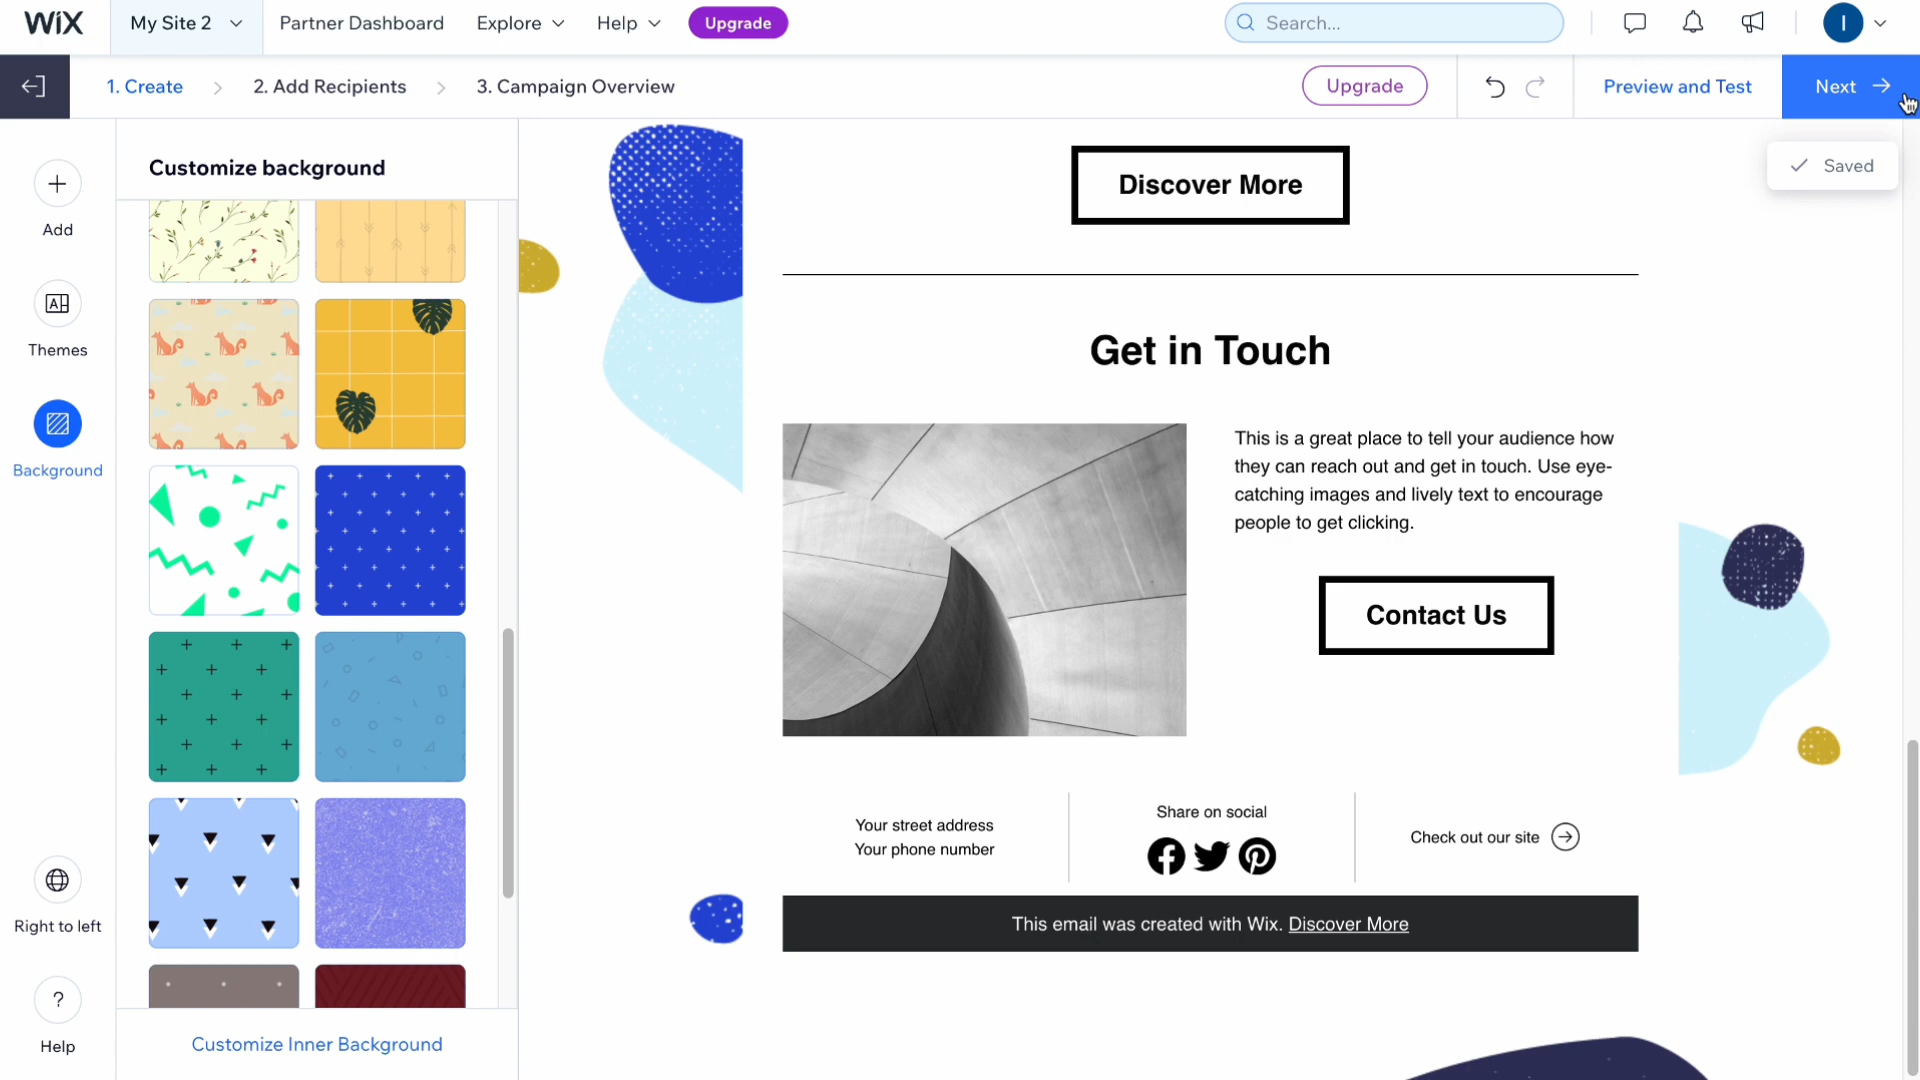 WiX
My Site 2
Partner Dashboard
Explore
Help
Upgrade
Search...
I
1. Create
2. Add Recipients
3. Campaign Overview
Upgrade
Preview and Test
Next
Saved
Add
Themes
Background
Right to left
?
Help
Customize background
Customize Inner Background
Discover More
Get in Touch
This is a great place to tell your audience how
they can reach out and get in touch. Use eye-
catching images and lively text to encourage
people to get clicking.
Contact Us
Your street address
Your phone number
Share on social
Check out our site
This email was created with Wix. Discover More